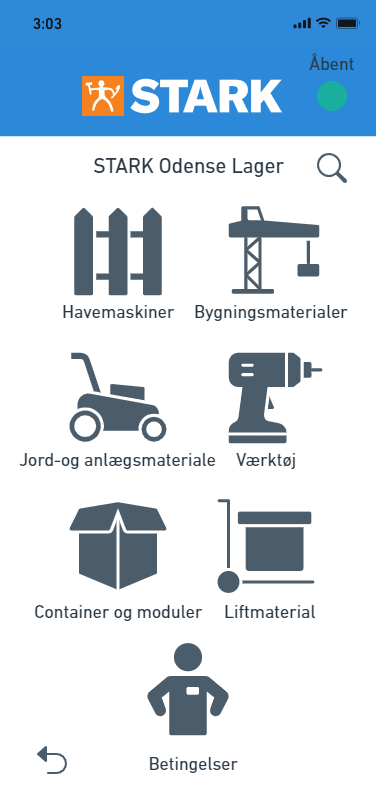 3:03
Åbent
STARK
STARK Odense Lager
Havemaskiner
Bygningsmaterialer
Jord-og anlægsmateriale
Værktøj
Container og moduler
Liftmaterial
Betingelser